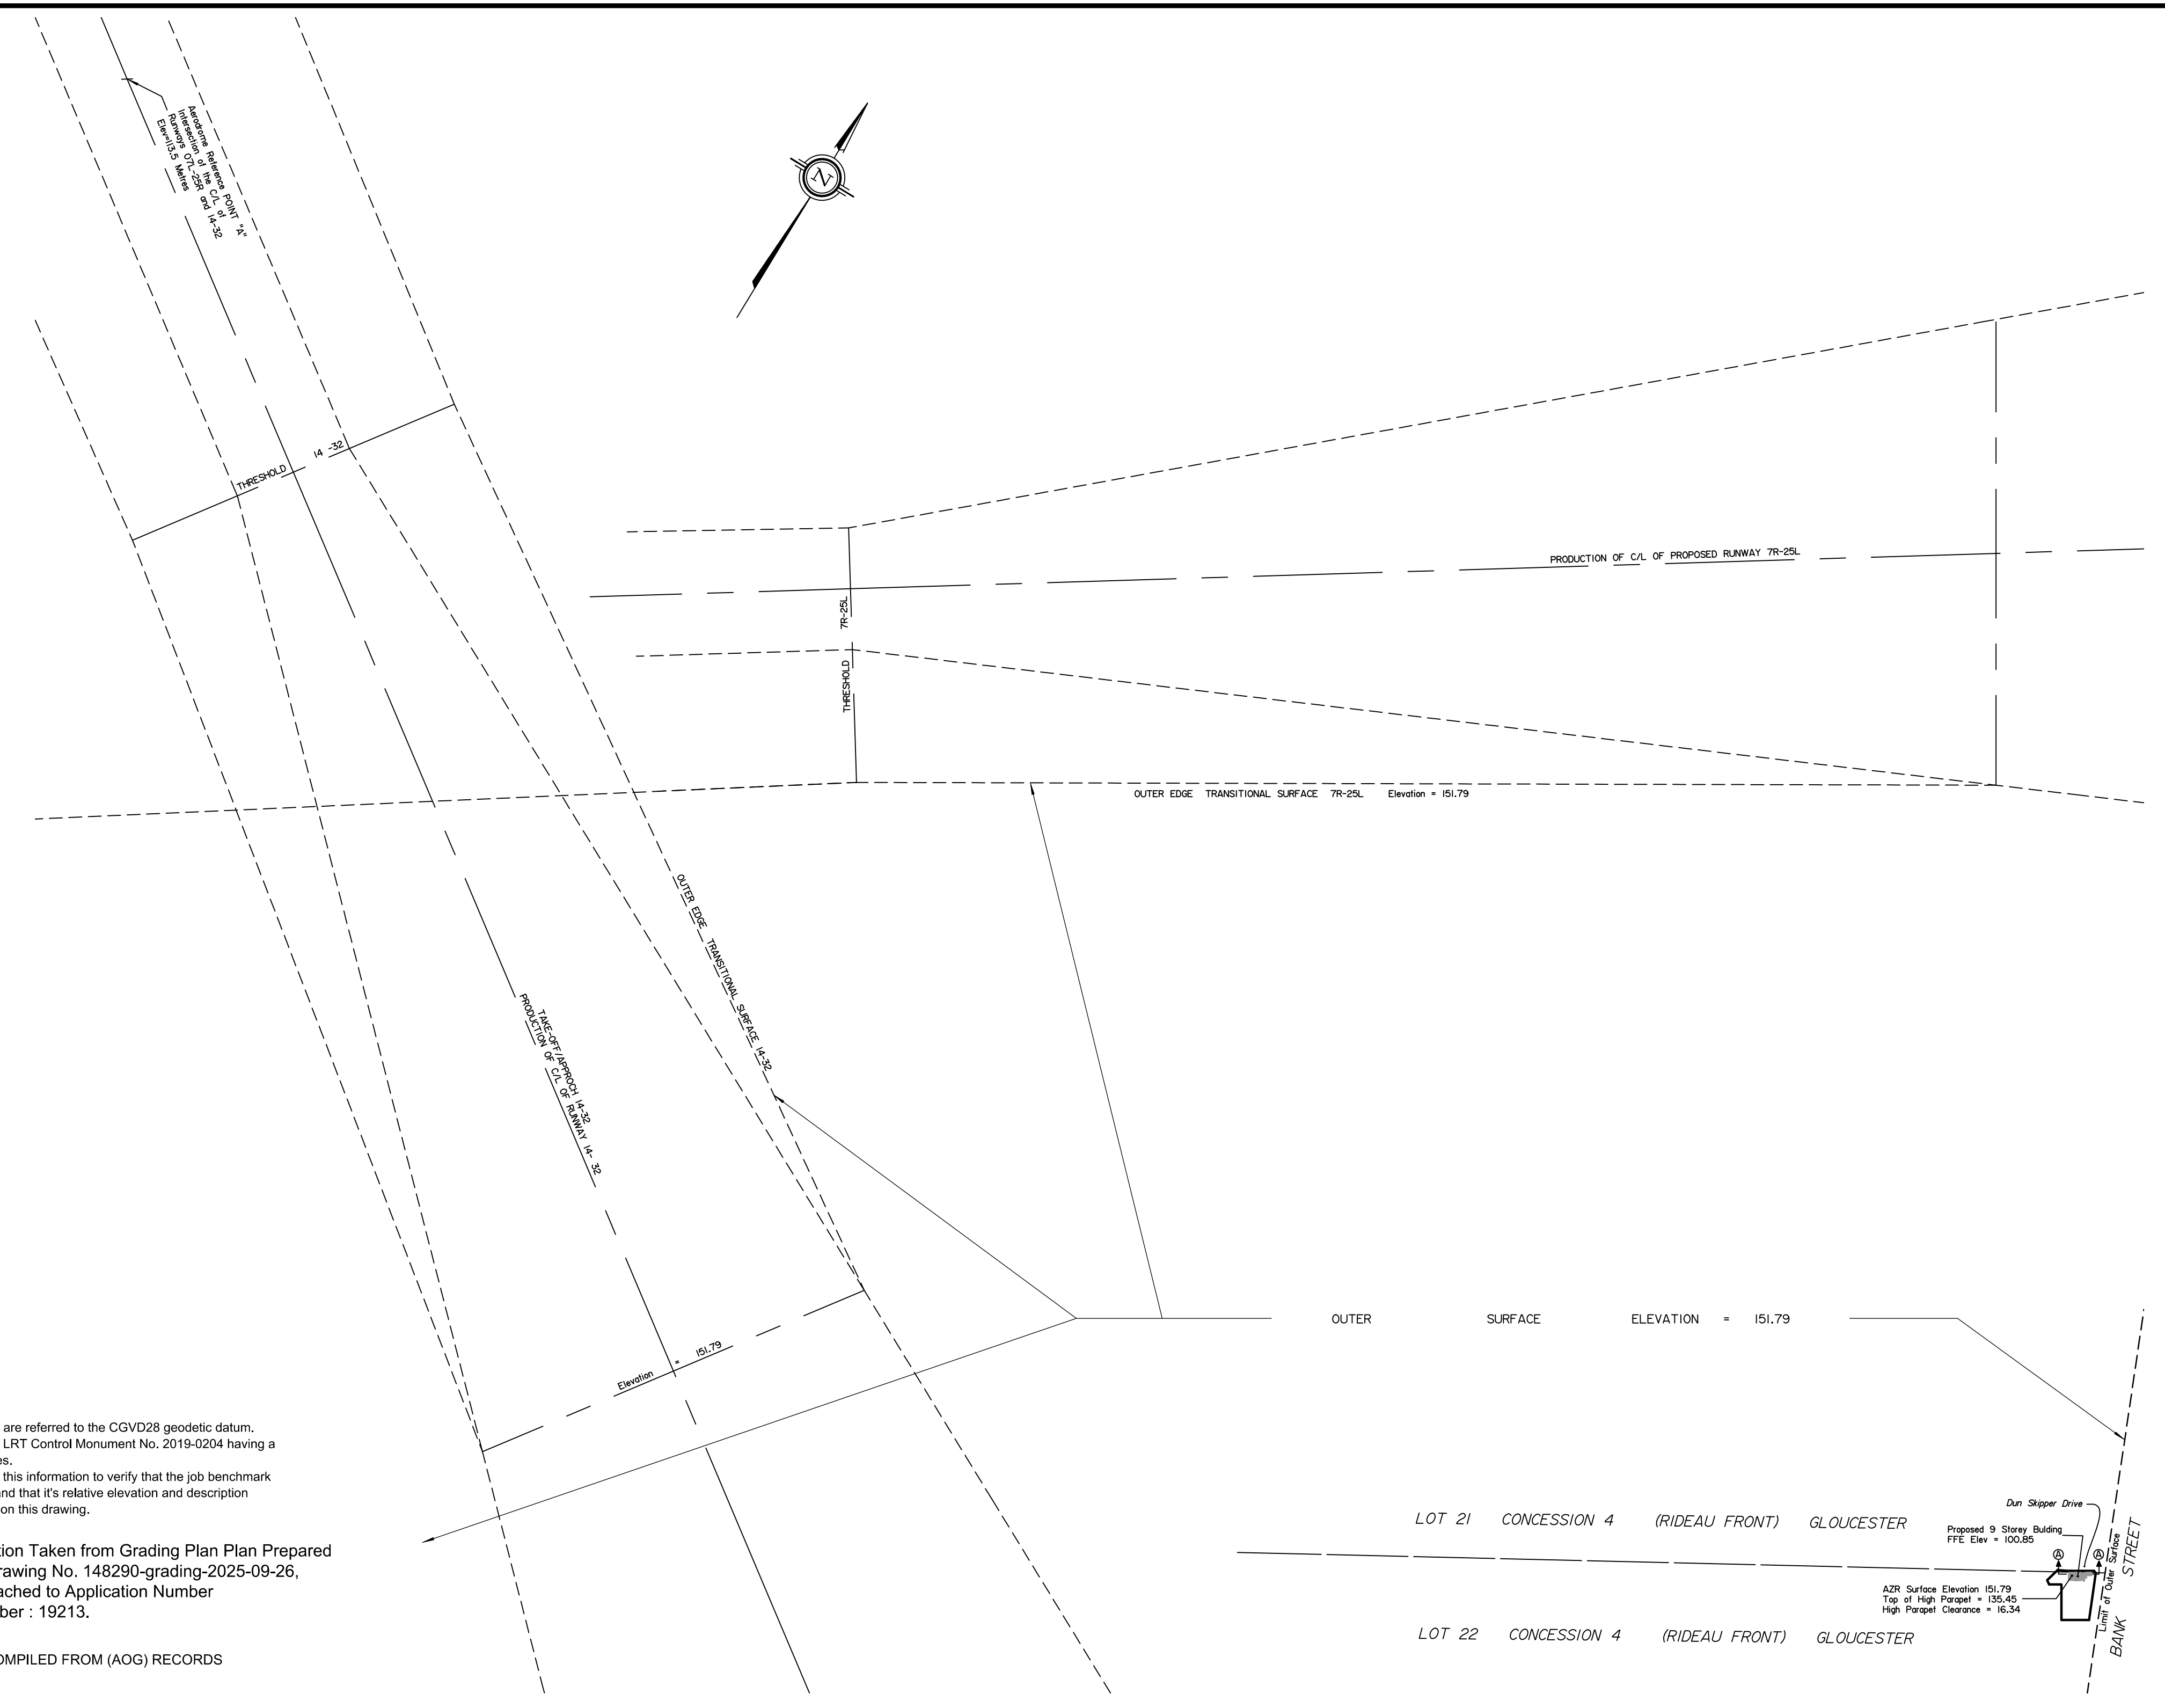 Aerodrome Reference POINT "A"
Intersection of the C/L of
Runways 07L-25R and 14-32
Elev=113.5 Metres
N
THRESHOLD 14 -32
PRODUCTION OF C/L OF PROPOSED RUNWAY 7R-25L
THRESHOLD 7R-25L
OUTER EDGE TRANSITIONAL SURFACE 7R-25L Elevation = 151.79
OUTER EDGE TRANSITIONAL SURFACE 14-32
TAKE-OFF/APPROCH 14-32
PRODUCTION OF C/L OF RUNWAY 14- 32
OUTER SURFACE ELEVATION = 151.79
Elevation = 151.79
are referred to the CGVD28 geodetic datum.
LRT Control Monument No. 2019-0204 having a
es.
this information to verify that the job benchmark
nd that it's relative elevation and description
on this drawing.
tion Taken from Grading Plan Plan Prepared
rawing No. 148290-grading-2025-09-26,
ached to Application Number
ber : 19213.
OMPILED FROM (AOG) RECORDS
LOT 21 CONCESSION 4 (RIDEAU FRONT) GLOUCESTER
Dun Skipper Drive
Proposed 9 Storey Bulding
FFE Elev = 100.85
A A
AZR Surface Elevation 151.79
Top of High Parapet = 135.45
High Parapet Clearance = 16.34
Limit of Outer Surface
BANK STREET
LOT 22 CONCESSION 4 (RIDEAU FRONT) GLOUCESTER